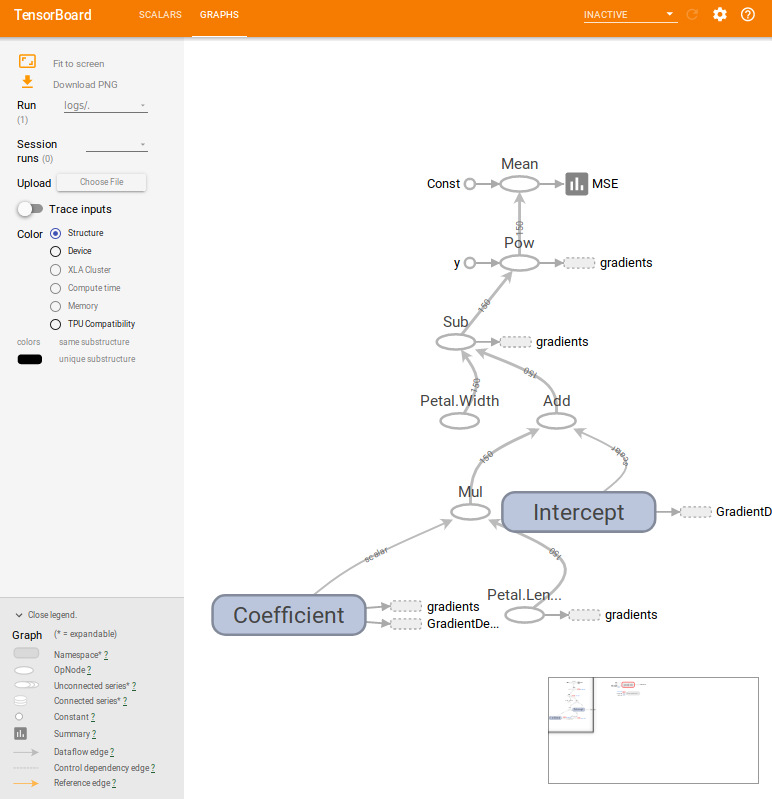 TensorBoard SCALARS GRAPHS INACTIVE
Fit to screen
Download PNG
Run logs/.
(1)
Session
runs (0)
Upload Choose File
Trace inputs
Color Structure
Device
XLA Cluster
Compute time
Memory
TPU Compatibility
colors same substructure
unique substructure
Close legend.
Graph (* = expandable)
Namespace* ?
OpNode ?
Unconnected series* ?
Connected series* ?
Constant ?
Summary ?
Dataflow edge ?
Control dependency edge ?
Reference edge ?
Mean
Const MSE
150
Pow
y gradients
150
Sub
gradients
150 150
Petal.Width Add
150 scalar
Mul
Intercept GradientD
scalar 150
Petal.Len...
Coefficient gradients gradients
GradientDe...